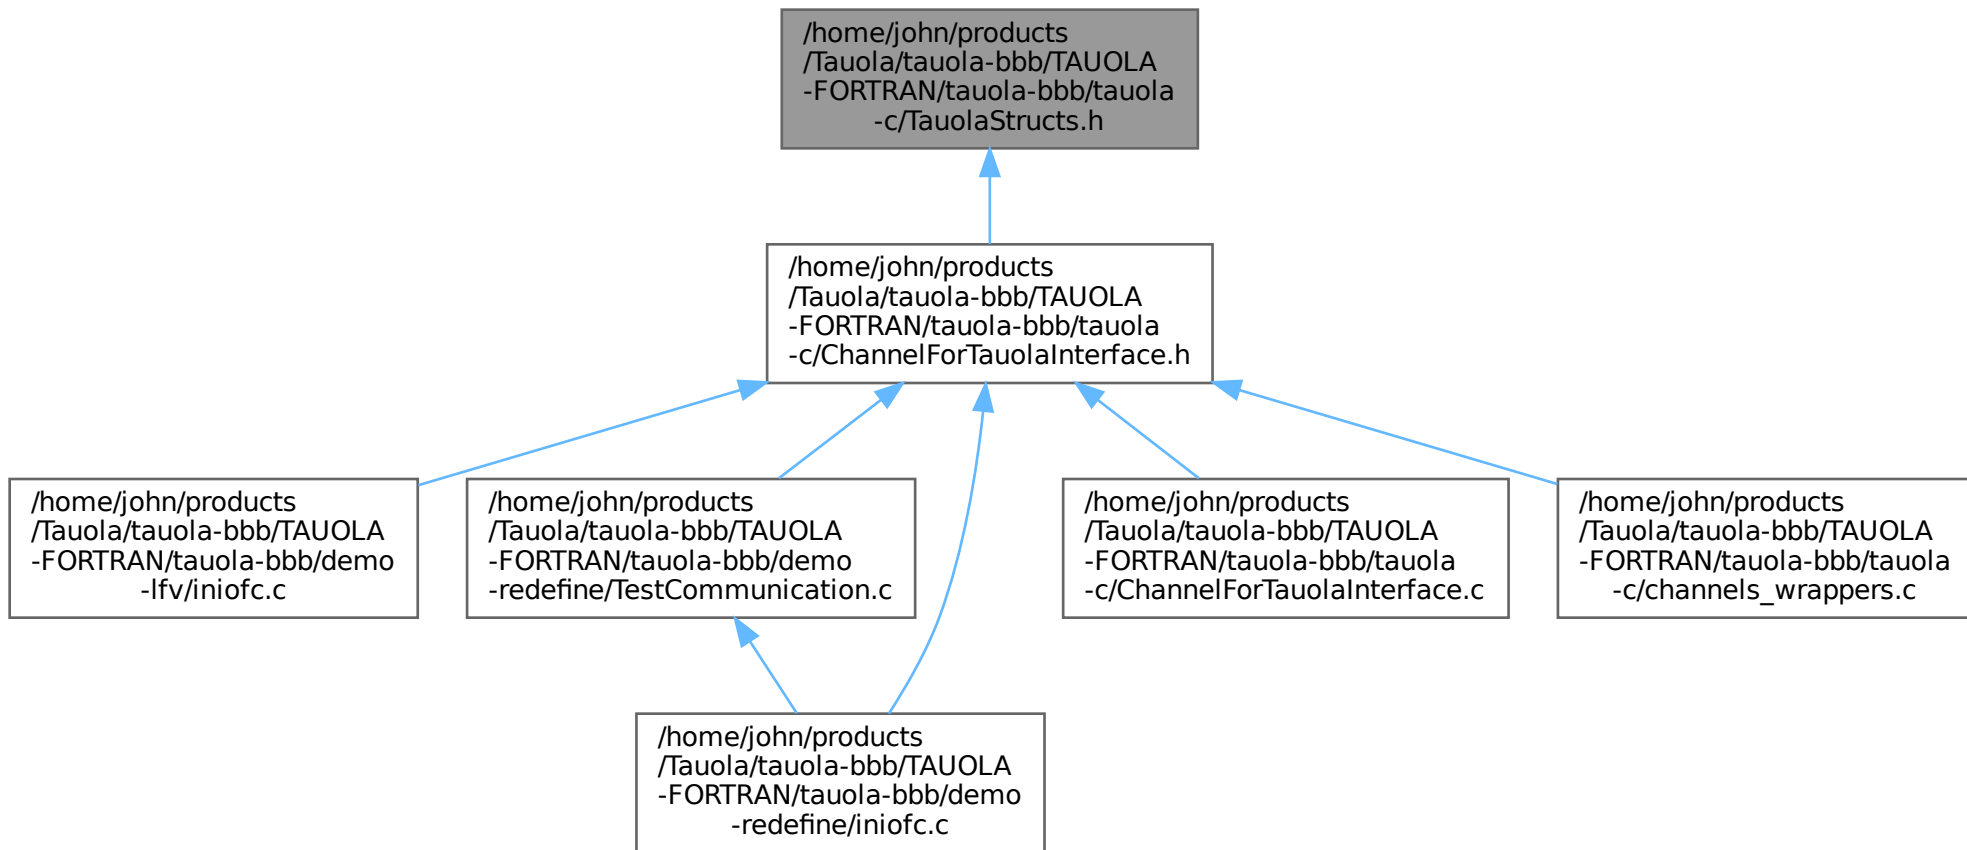 /home/john/products
/Tauola/tauola-bbb/TAUOLA
-FORTRAN/tauola-bbb/tauola
-c/TauolaStructs.h
/home/john/products
/Tauola/tauola-bbb/TAUOLA
-FORTRAN/tauola-bbb/tauola
-c/ChannelForTauolaInterface.h
/home/john/products
/Tauola/tauola-bbb/TAUOLA
-FORTRAN/tauola-bbb/demo
-lfv/iniofc.c
/home/john/products
/Tauola/tauola-bbb/TAUOLA
-FORTRAN/tauola-bbb/demo
-redefine/TestCommunication.c
/home/john/products
/Tauola/tauola-bbb/TAUOLA
-FORTRAN/tauola-bbb/tauola
-c/ChannelForTauolaInterface.c
/home/john/products
/Tauola/tauola-bbb/TAUOLA
-FORTRAN/tauola-bbb/tauola
-c/channels_wrappers.c
/home/john/products
/Tauola/tauola-bbb/TAUOLA
-FORTRAN/tauola-bbb/demo
-redefine/iniofc.c